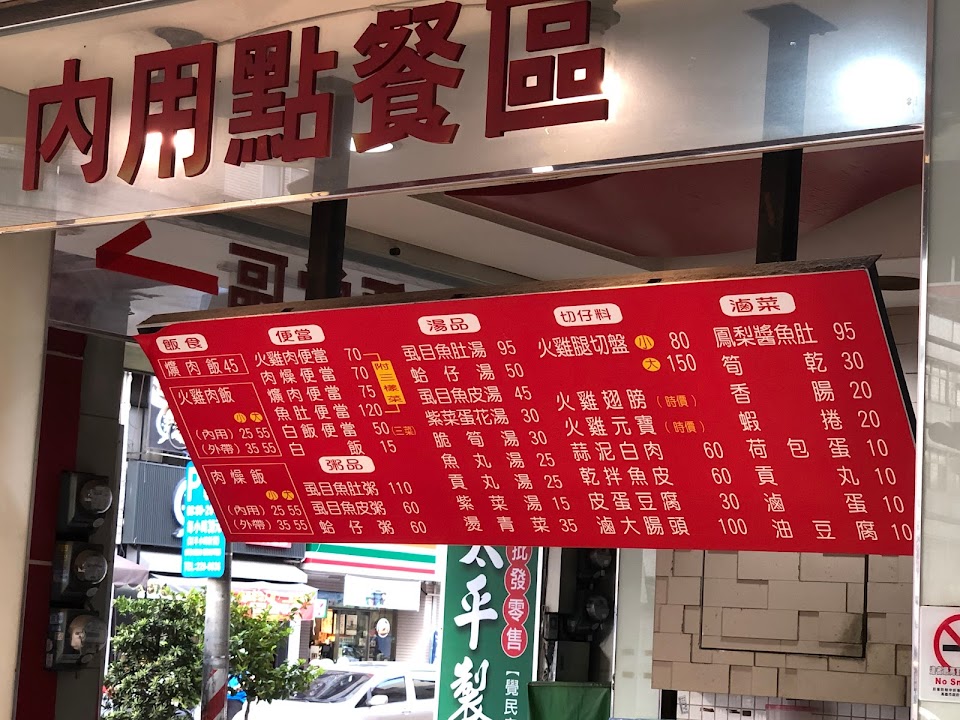 內用點餐區
飯食
爌肉飯45
火雞肉飯
小 大
(內用) 25 55
(外帶) 35 55
肉燥飯
小 大
(內用) 25 55
(外帶) 35 55
便當
火雞肉便當 70
肉燥便當 70
爌肉便當 75
魚肚便當 120
附三樣菜
白飯便當 50 (三菜)
白飯 15
粥品
虱目魚肚粥 110
虱目魚皮粥 60
蛤仔粥 60
湯品
虱目魚肚湯 95
蛤仔湯 50
虱目魚皮湯 45
紫菜蛋花湯 30
脆筍湯 30
魚丸湯 25
貢丸湯 25
紫菜湯 15
燙青菜 35
切仔料
火雞腿切盤 小 80
大 150
火雞翅膀 (時價)
火雞元寶 (時價)
蒜泥白肉 60
乾拌魚皮 60
皮蛋豆腐 30
滷大腸頭 100
滷菜
鳳梨醬魚肚 95
筍乾 30
香腸 20
蝦捲 20
荷包蛋 10
貢丸 10
滷蛋 10
油豆腐 10
太平製
批發零售
【覺民
No Sm